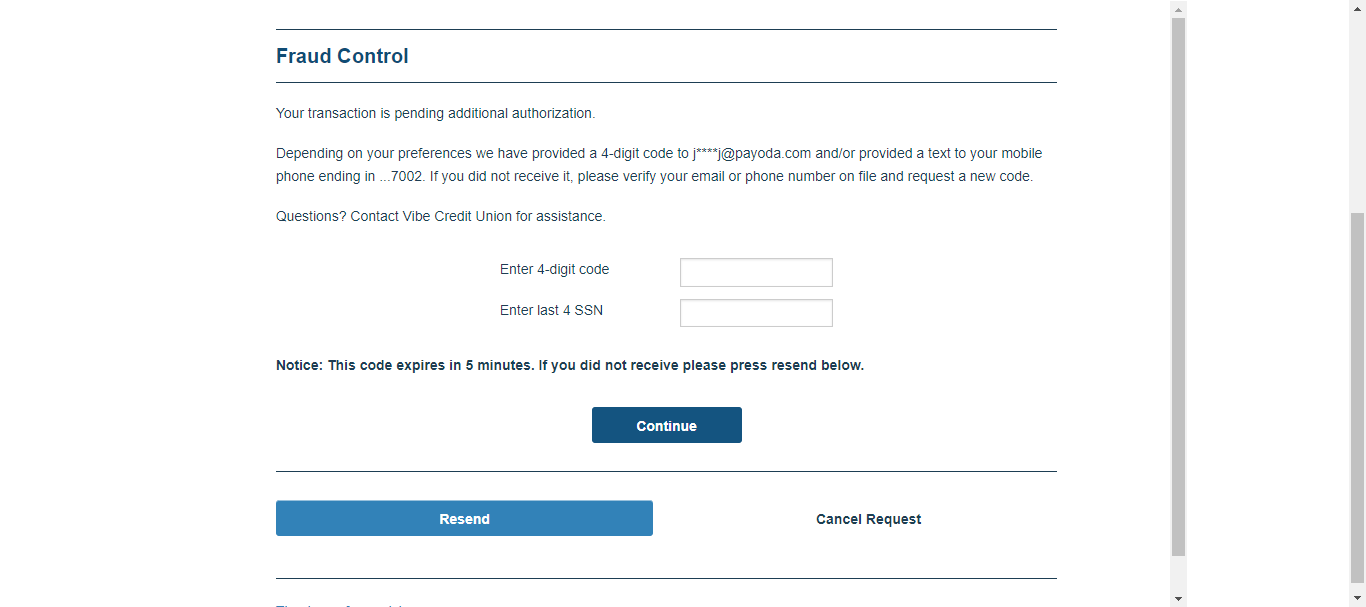 Fraud Control
Your transaction is pending additional authorization.
Depending on your preferences we have provided a 4-digit code to j****j@payoda.com and/or provided a text to your mobile
phone ending in ...7002. If you did not receive it, please verify your email or phone number on file and request a new code.
Questions? Contact Vibe Credit Union for assistance.
Enter 4-digit code
Enter last 4 SSN
Notice: This code expires in 5 minutes. If you did not receive please press resend below.
Continue
Resend
Cancel Request